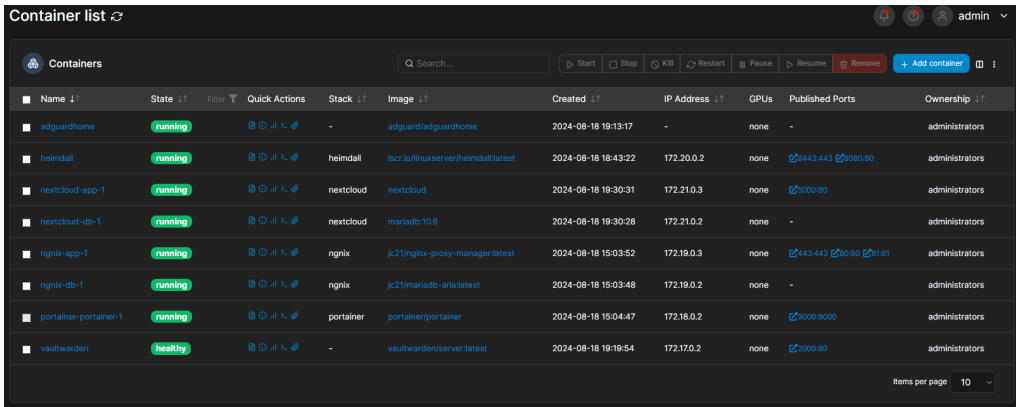 Container list
admin
Containers
Search...
Start Stop Kill Restart Pause Resume Remove + Add container
Name State Filter Quick Actions Stack Image Created IP Address GPUs Published Ports Ownership
adguardhome running - adguard/adguardhome 2024-08-18 19:13:17 - none - administrators
heimdall running heimdall lscr.io/linuxserver/heimdall:latest 2024-08-18 18:43:22 172.20.0.2 none 8443:443 8080:80 administrators
nextcloud-app-1 running nextcloud nextcloud 2024-08-18 19:30:31 172.21.0.3 none 5000:80 administrators
nextcloud-db-1 running nextcloud mariadb:10.6 2024-08-18 19:30:28 172.21.0.2 none - administrators
ngnix-app-1 running ngnix jc21/nginx-proxy-manager:latest 2024-08-18 15:03:52 172.19.0.3 none 443:443 80:80 81:81 administrators
ngnix-db-1 running ngnix jc21/mariadb-aria:latest 2024-08-18 15:03:48 172.19.0.2 none - administrators
portainer-portainer-1 running portainer portainer/portainer 2024-08-18 15:04:47 172.18.0.2 none 9000:9000 administrators
vaultwarden healthy - vaultwarden/server:latest 2024-08-18 19:19:54 172.17.0.2 none 2000:80 administrators
Items per page 10